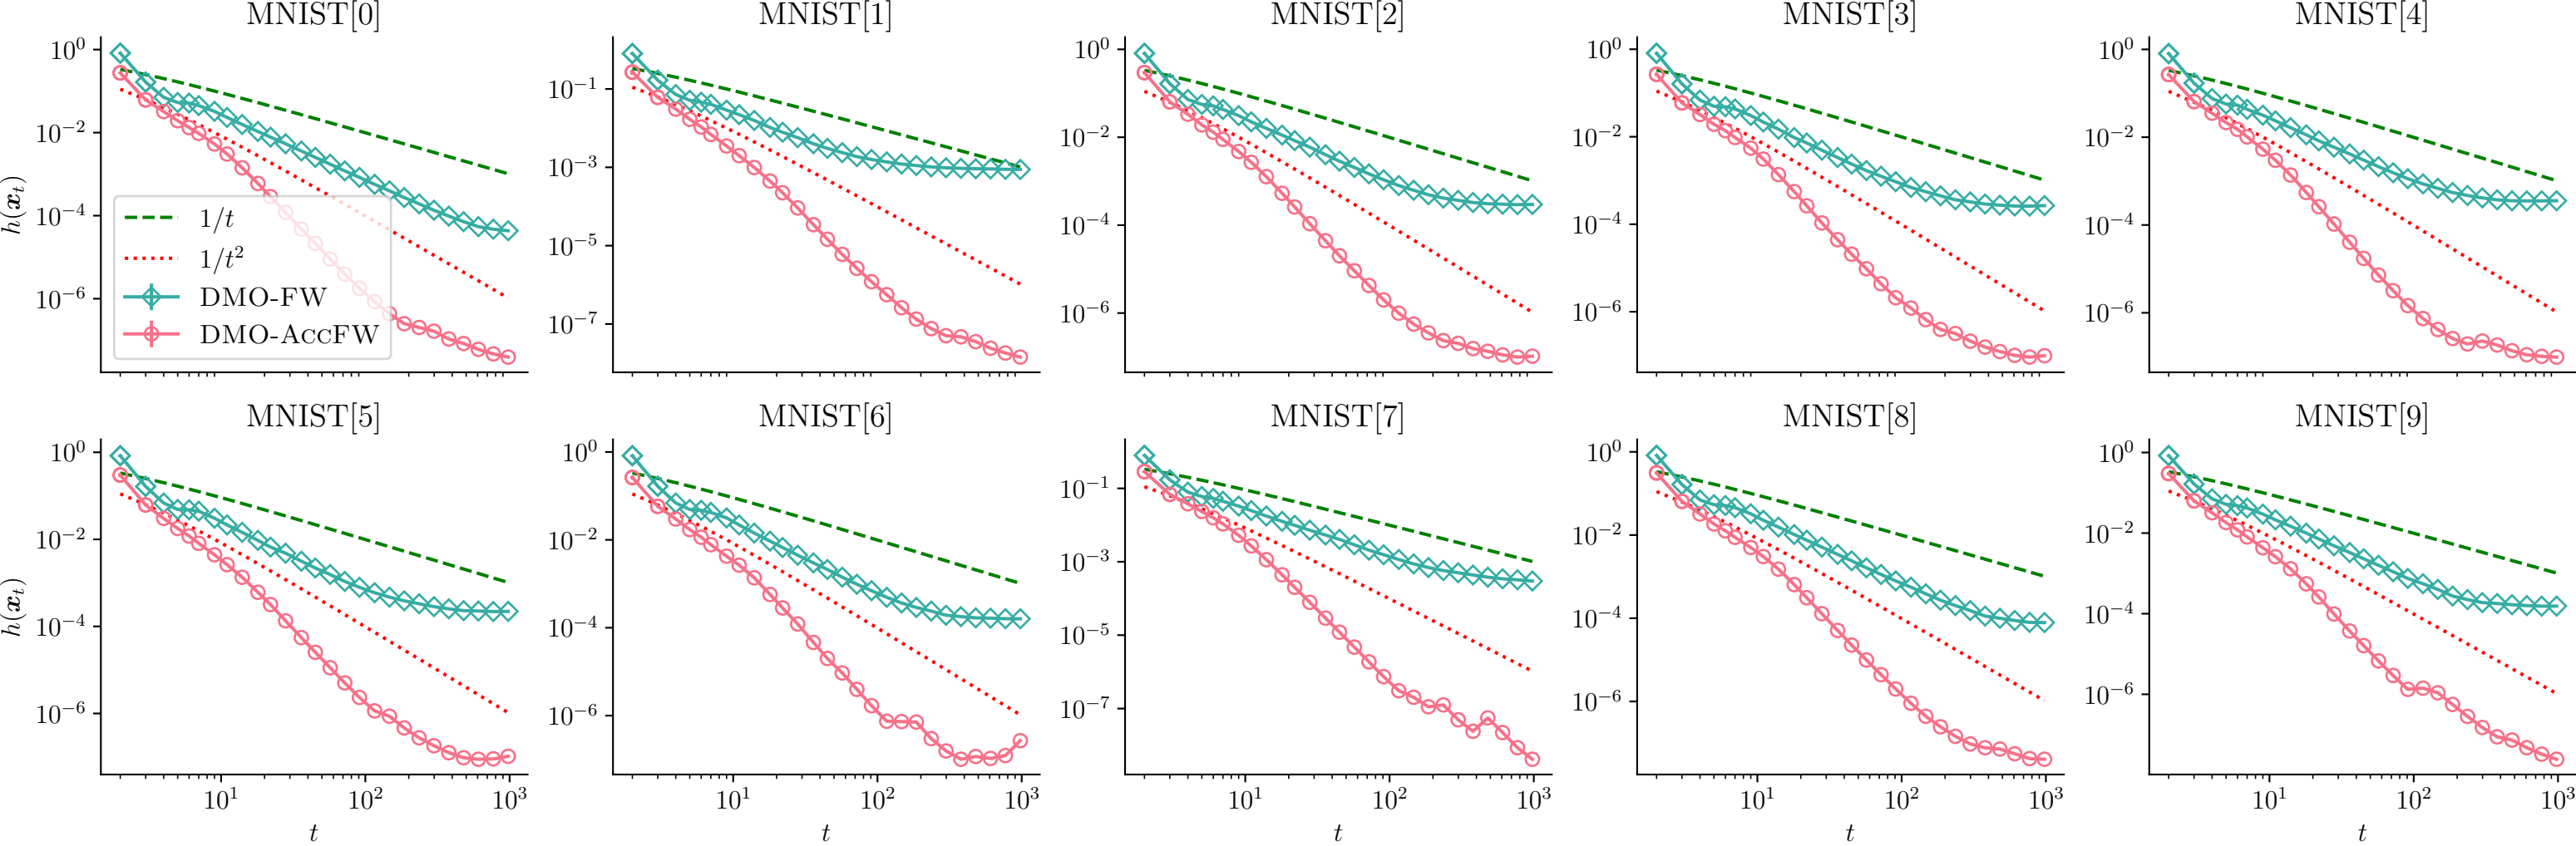 MNIST[0] MNIST[1] MNIST[2] MNIST[3] MNIST[4]
h(x_t)
10^0 10^-2 10^-4 10^-6
1/t
1/t^2
DMO-FW
DMO-AccFW
10^-1 10^-3 10^-5 10^-7
10^0 10^-2 10^-4 10^-6
10^0 10^-2 10^-4 10^-6
10^0 10^-2 10^-4 10^-6
MNIST[5] MNIST[6] MNIST[7] MNIST[8] MNIST[9]
h(x_t)
10^0 10^-2 10^-4 10^-6
10^0 10^-2 10^-4 10^-6
10^-1 10^-3 10^-5 10^-7
10^0 10^-2 10^-4 10^-6
10^0 10^-2 10^-4 10^-6
10^1 10^2 10^3 10^1 10^2 10^3 10^1 10^2 10^3 10^1 10^2 10^3 10^1 10^2 10^3
t t t t t